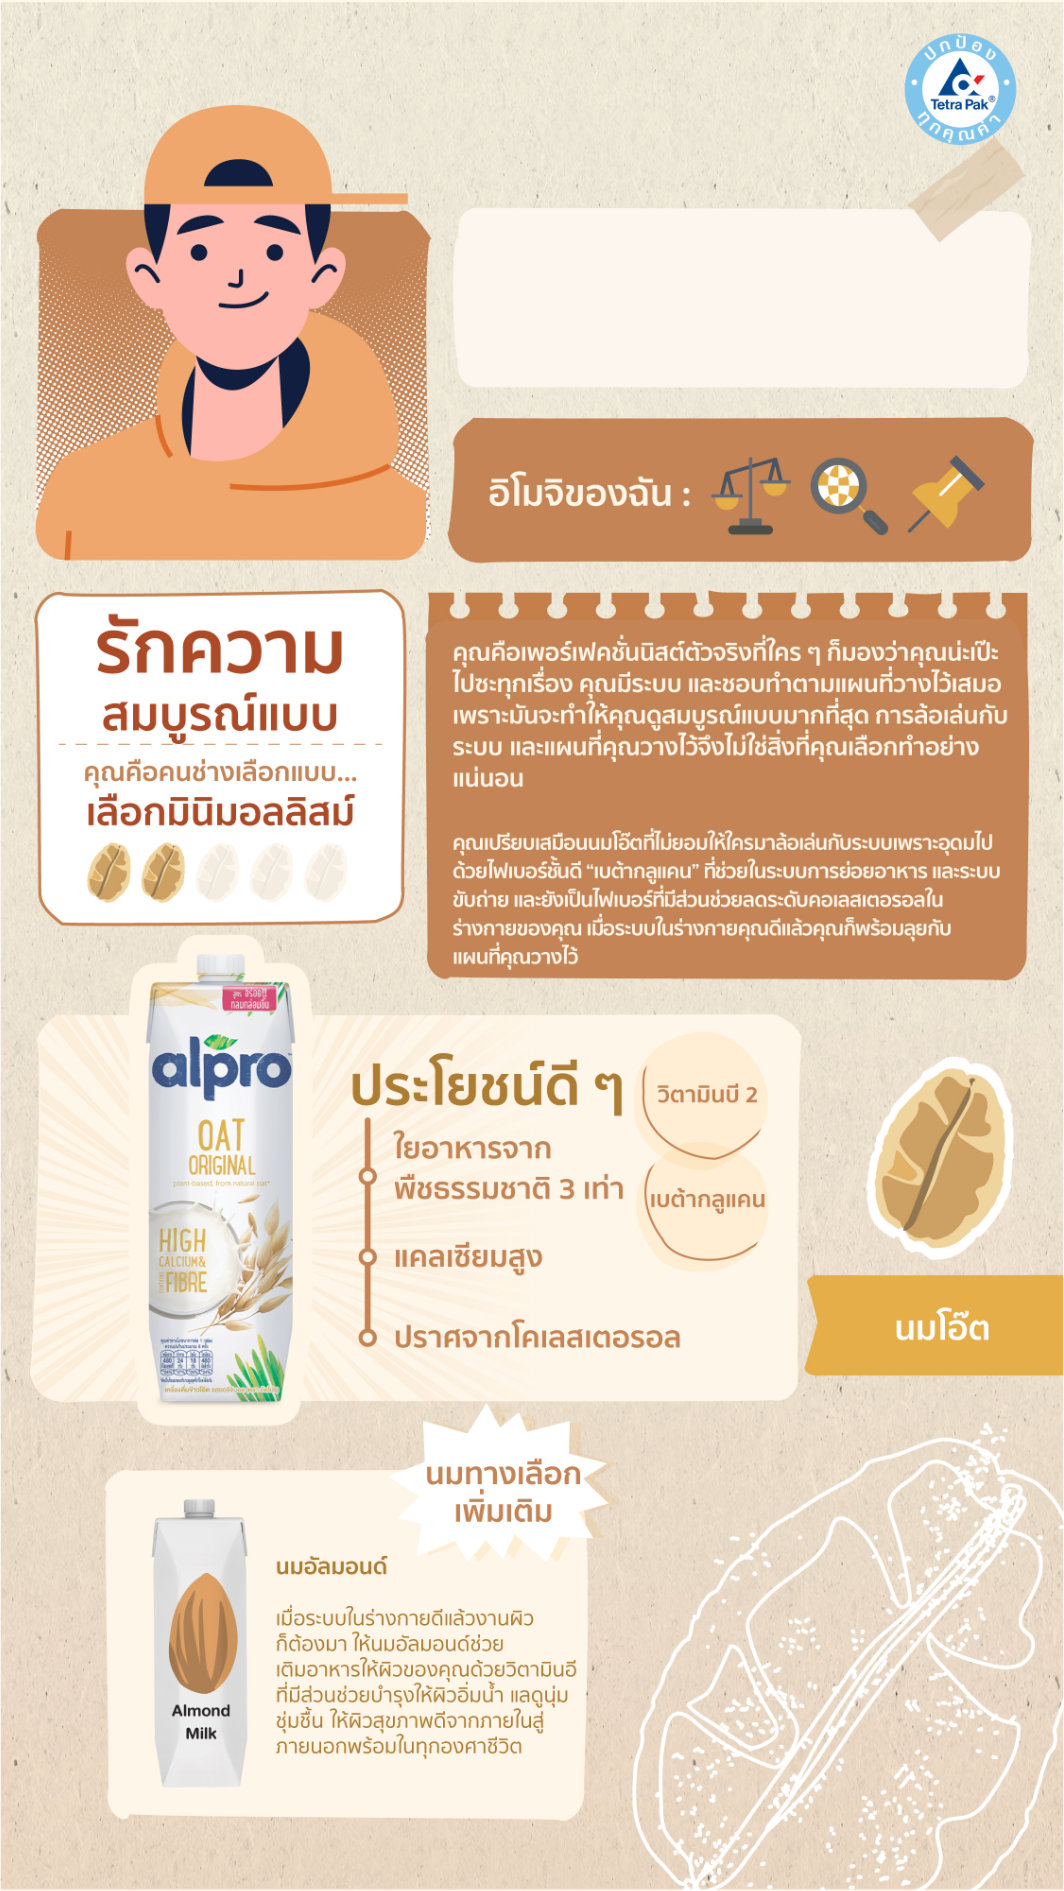 ปกป้อง
Tetra Pak®
ทุกคุณค่า
อิโมจิของฉัน :
รักความ
สมบูรณ์แบบ
คุณคือคนช่างเลือกแบบ...
เลือกมินิมอลลิสม์
คุณคือเพอร์เฟคชั่นนิสต์ตัวจริงที่ใคร ๆ ก็มองว่าคุณน่ะเป๊ะ
ไปซะทุกเรื่อง คุณมีระบบ และชอบทำตามแผนที่วางไว้เสมอ
เพราะมันจะทำให้คุณดูสมบูรณ์แบบมากที่สุด การล้อเล่นกับ
ระบบ และแผนที่คุณวางไว้จึงไม่ใช่สิ่งที่คุณเลือกทำอย่าง
แน่นอน
คุณเปรียบเสมือนนมโอ๊ตที่ไม่ยอมให้ใครมาล้อเล่นกับระบบเพราะอุดมไป
ด้วยไฟเบอร์ชั้นดี “เบต้ากลูแคน” ที่ช่วยในระบบการย่อยอาหาร และระบบ
ขับถ่าย และยังเป็นไฟเบอร์ที่มีส่วนช่วยลดระดับคอเลสเตอรอลใน
ร่างกายของคุณ เมื่อระบบในร่างกายคุณดีแล้วคุณก็พร้อมลุยกับ
แผนที่คุณวางไว้
สูตร อร่อย
กลมกล่อมขึ้น
alpro
OAT
ORIGINAL
plant-based, from natural oat*
HIGH
CALCIUM&
FIBRE
ประโยชน์ดี ๆ
วิตามินบี 2
ใยอาหารจาก
พืชธรรมชาติ 3 เท่า
เบต้ากลูแคน
แคลเซียมสูง
ปราศจากโคเลสเตอรอล
นมโอ๊ต
นมทางเลือก
เพิ่มเติม
นมอัลมอนด์
เมื่อระบบในร่างกายดีแล้วงานผิว
ก็ต้องมา ให้นมอัลมอนด์ช่วย
เติมอาหารให้ผิวของคุณด้วยวิตามินอี
ที่มีส่วนช่วยบำรุงให้ผิวอิ่มน้ำ แลดูนุ่ม
ชุ่มชื้น ให้ผิวสุขภาพดีจากภายในสู่
ภายนอกพร้อมในทุกองศาชีวิต
Almond
Milk